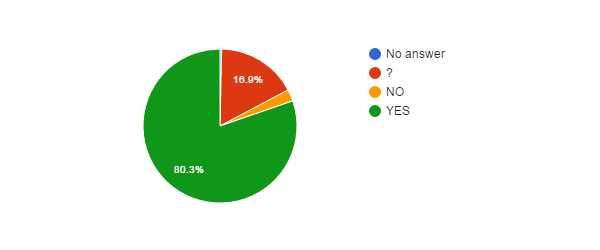 No answer
?
16.9%
NO
YES
80.3%